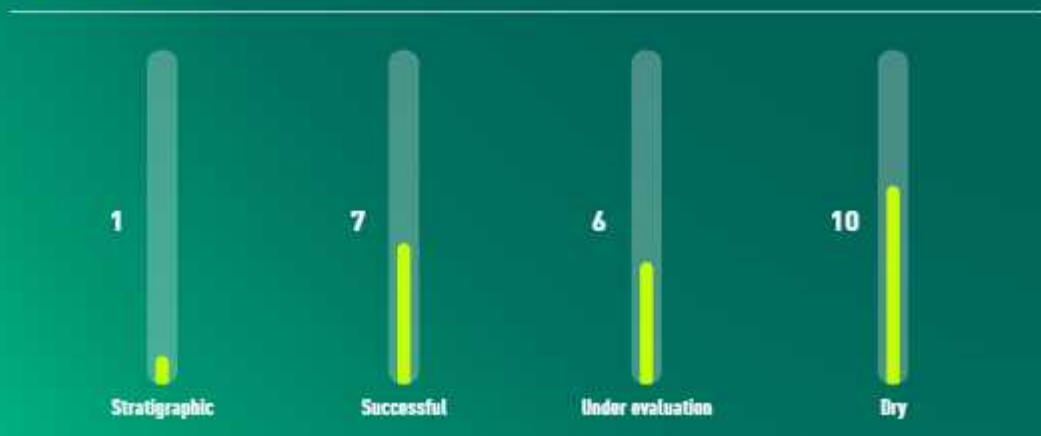 1
7
6
10
Stratigraphic
Successful
Under evaluation
Dry